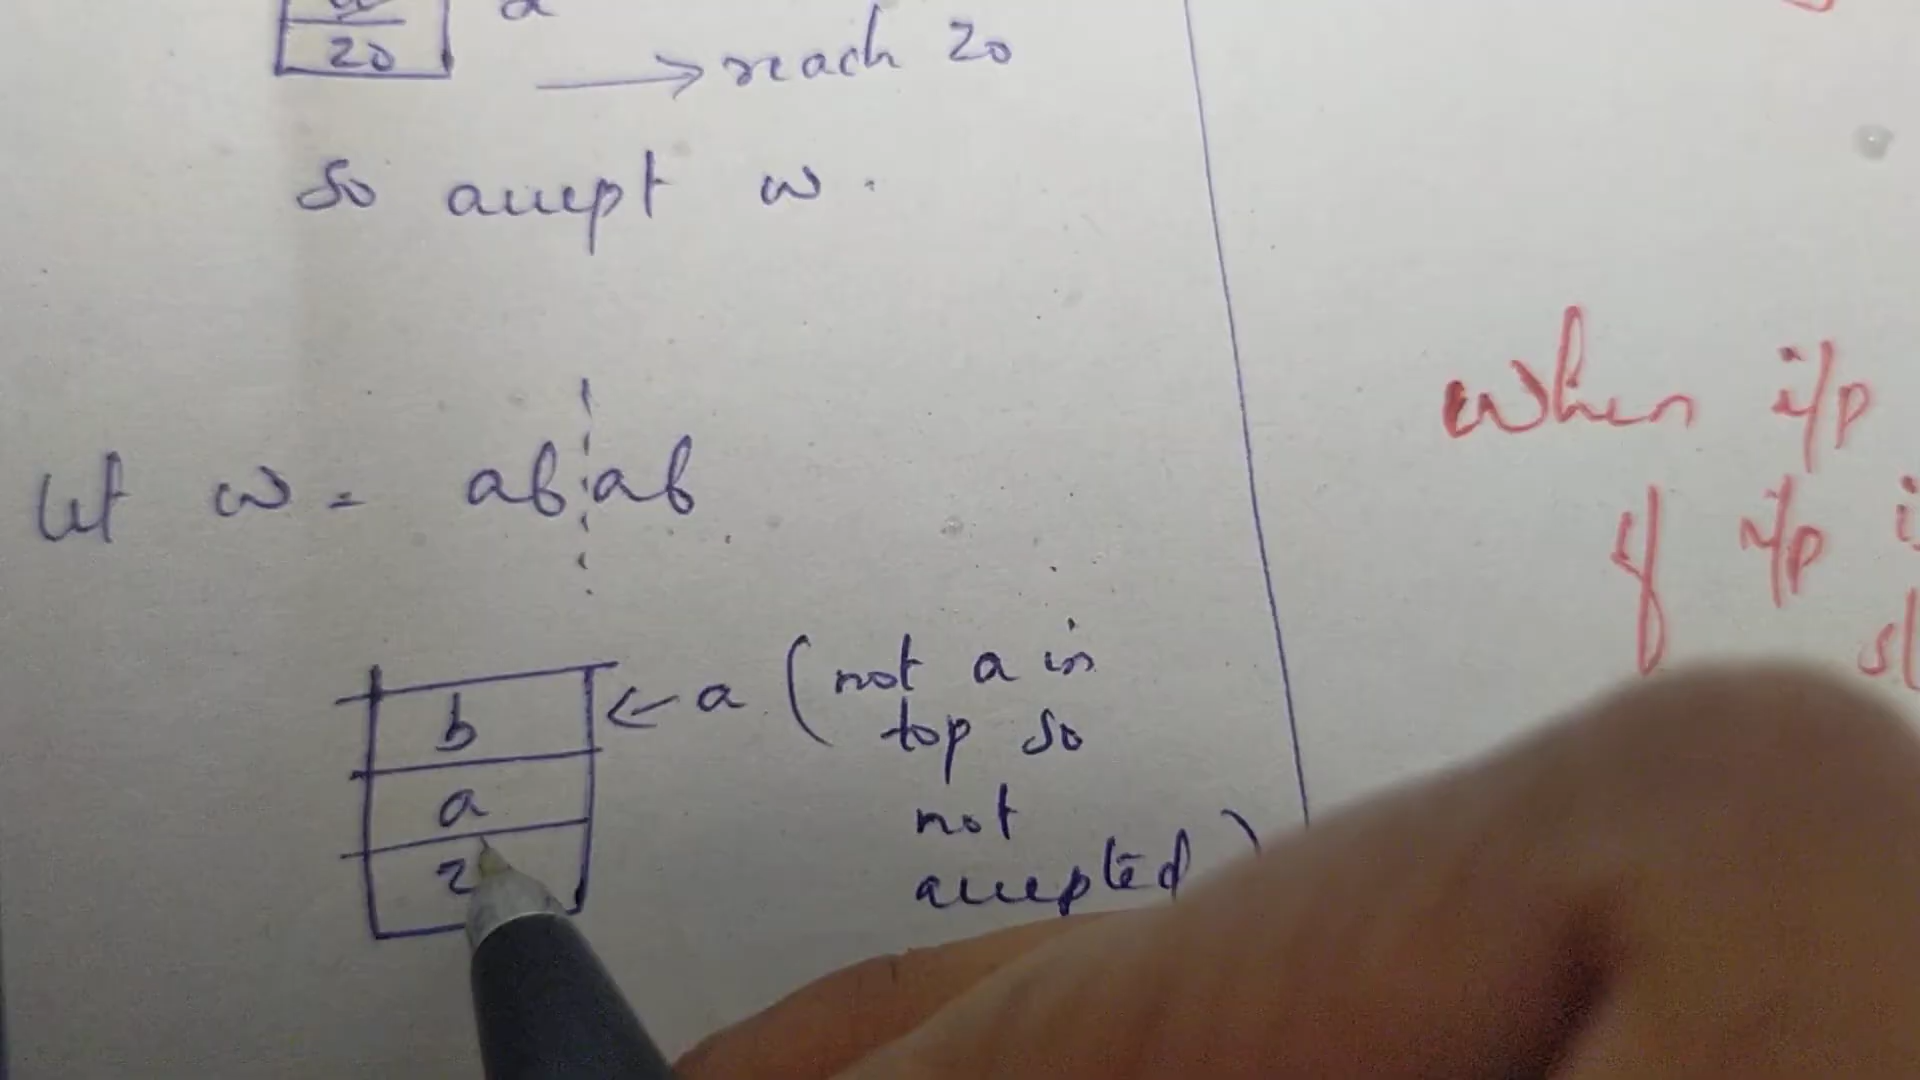 z0
a
→ reach z0
So accept w.
Let w = ab¦ab
b ← a (not a in
top so
a
not
z
accepted)
When i/p
If i/p